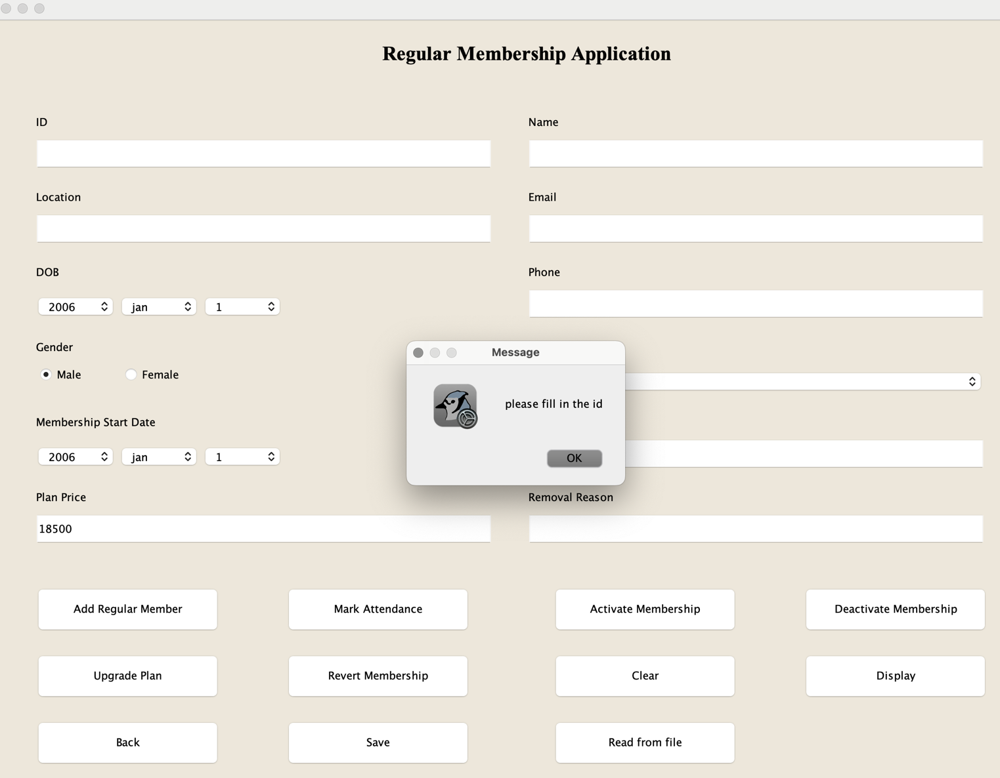 Regular Membership Application
ID
Name
Location
Email
DOB
Phone
2006 jan 1
Gender
Male Female
Message
please fill in the id
OK
Membership Start Date
2006 jan 1
Plan Price
Removal Reason
18500
Add Regular Member
Mark Attendance
Activate Membership
Deactivate Membership
Upgrade Plan
Revert Membership
Clear
Display
Back
Save
Read from file